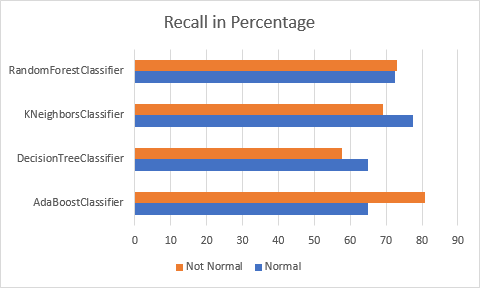 Recall in Percentage
RandomForestClassifier
KNeighborsClassifier
DecisionTreeClassifier
AdaBoostClassifier
0 10 20 30 40 50 60 70 80 90
Not Normal Normal